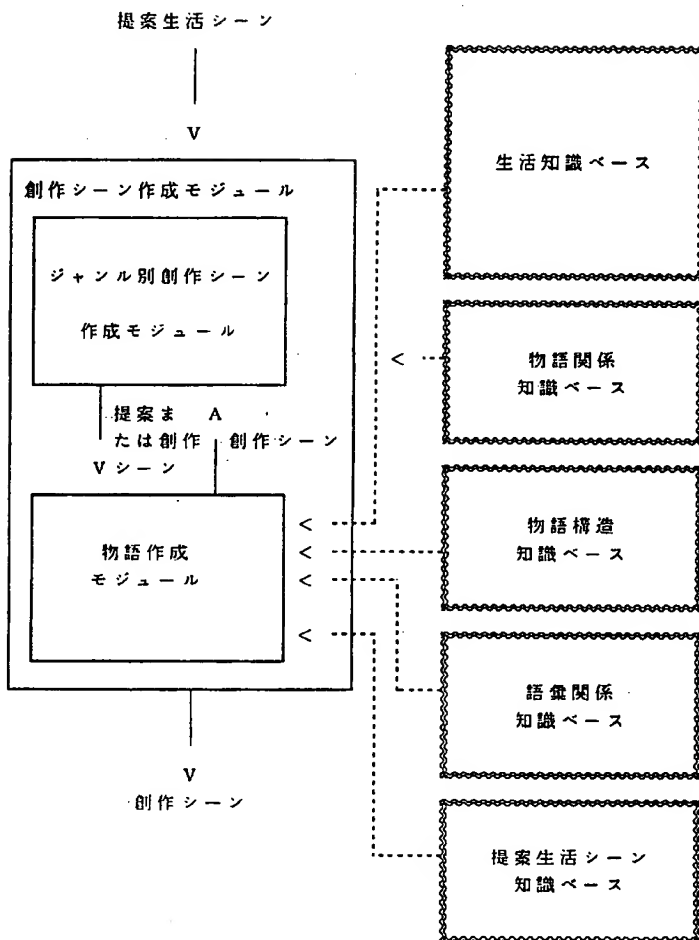 提案生活シーン
V
創作シーン作成モジュール
ジャンル別創作シーン
作成モジュール
提案ま A
たは創作 創作シーン
Vシーン
物語作成
モジュール
<
<
<
<
V
創作シーン
生活知識ベース
<
物語関係
知識ベース
物語構造
知識ベース
語彙関係
知識ベース
提案生活シーン
知識ベース